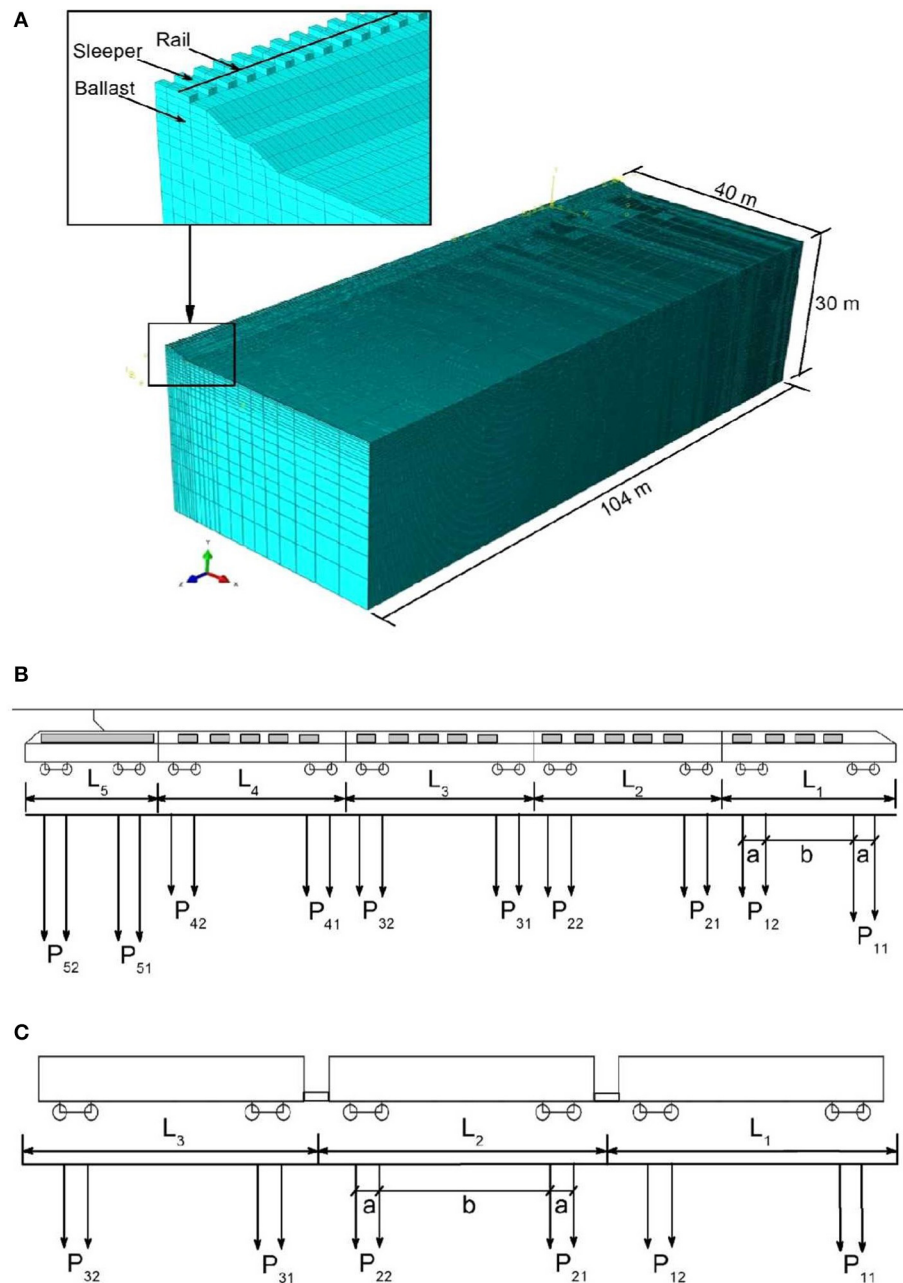 A
Rail
Sleeper
Ballast
40 m
30 m
104 m
B
L5 L4 L3 L2 L1
a b a
P42 P41 P32 P31 P22 P21 P12
P52 P51 P11
C
L3 L2 L1
a b a
P32 P31 P22 P21 P12 P11